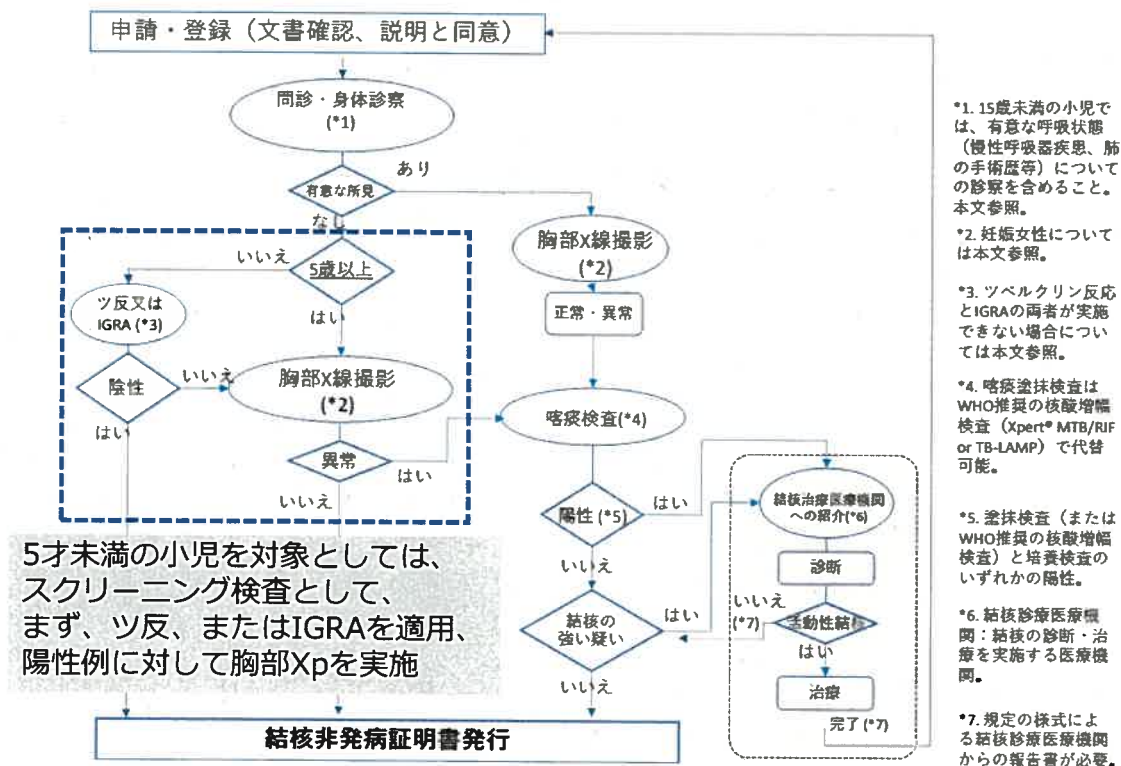 申請・登録（文書確認、説明と同意）
問診・身体診察
(*1)
有意な所見
あり
なし
5歳以上
いいえ
はい
ツ反又は
IGRA (*3)
陰性
いいえ
はい
胸部X線撮影
(*2)
異常
はい
いいえ
胸部X線撮影
(*2)
正常・異常
喀痰検査(*4)
陽性 (*5)
はい
いいえ
結核の
強い疑い
はい
いいえ
結核治療医療機関
への紹介(*6)
診断
活動性結核
いいえ
(*7)
はい
治療
完了 (*7)
5才未満の小児を対象としては、
スクリーニング検査として、
まず、ツ反、またはIGRAを適用、
陽性例に対して胸部Xpを実施
結核非発病証明書発行
*1. 15歳未満の小児で
は、有意な呼吸状態
（慢性呼吸器疾患、肺
の手術歴等）について
の診察を含めること。
本文参照。
*2. 妊娠女性について
は本文参照。
*3. ツベルクリン反応
とIGRAの両者が実施
できない場合につい
ては本文参照。
*4. 喀痰塗抹検査は
WHO推奨の核酸増幅
検査（Xpert® MTB/RIF
or TB-LAMP）で代替
可能。
*5. 塗抹検査（または
WHO推奨の核酸増幅
検査）と培養検査の
いずれかの陽性。
*6. 結核診療医療機
関：結核の診断・治
療を実施する医療機
関。
*7. 規定の様式によ
る結核診療医療機関
からの報告書が必要。